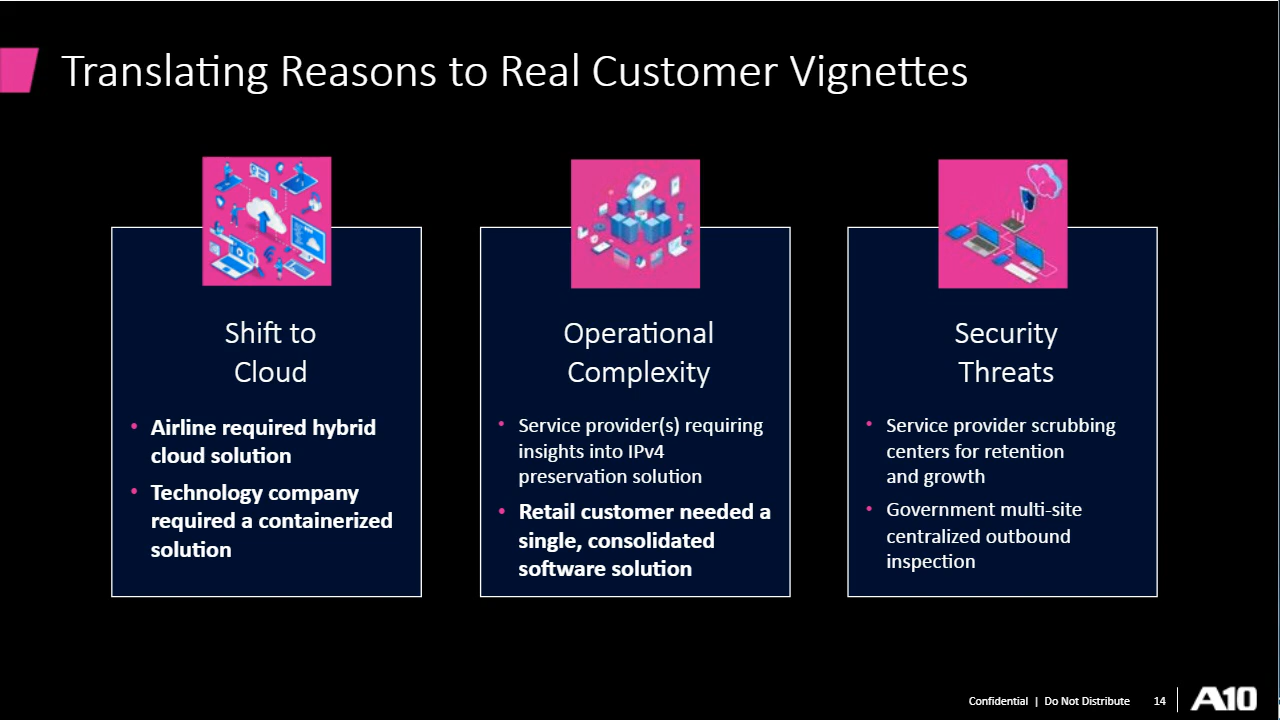 Translating Reasons to Real Customer Vignettes
Shift to
Cloud
• Airline required hybrid
cloud solution
• Technology company
required a containerized
solution
Operational
Complexity
• Service provider(s) requiring
insights into IPv4
preservation solution
• Retail customer needed a
single, consolidated
software solution
Security
Threats
• Service provider scrubbing
centers for retention
and growth
• Government multi-site
centralized outbound
inspection
Confidential | Do Not Distribute 14 A10